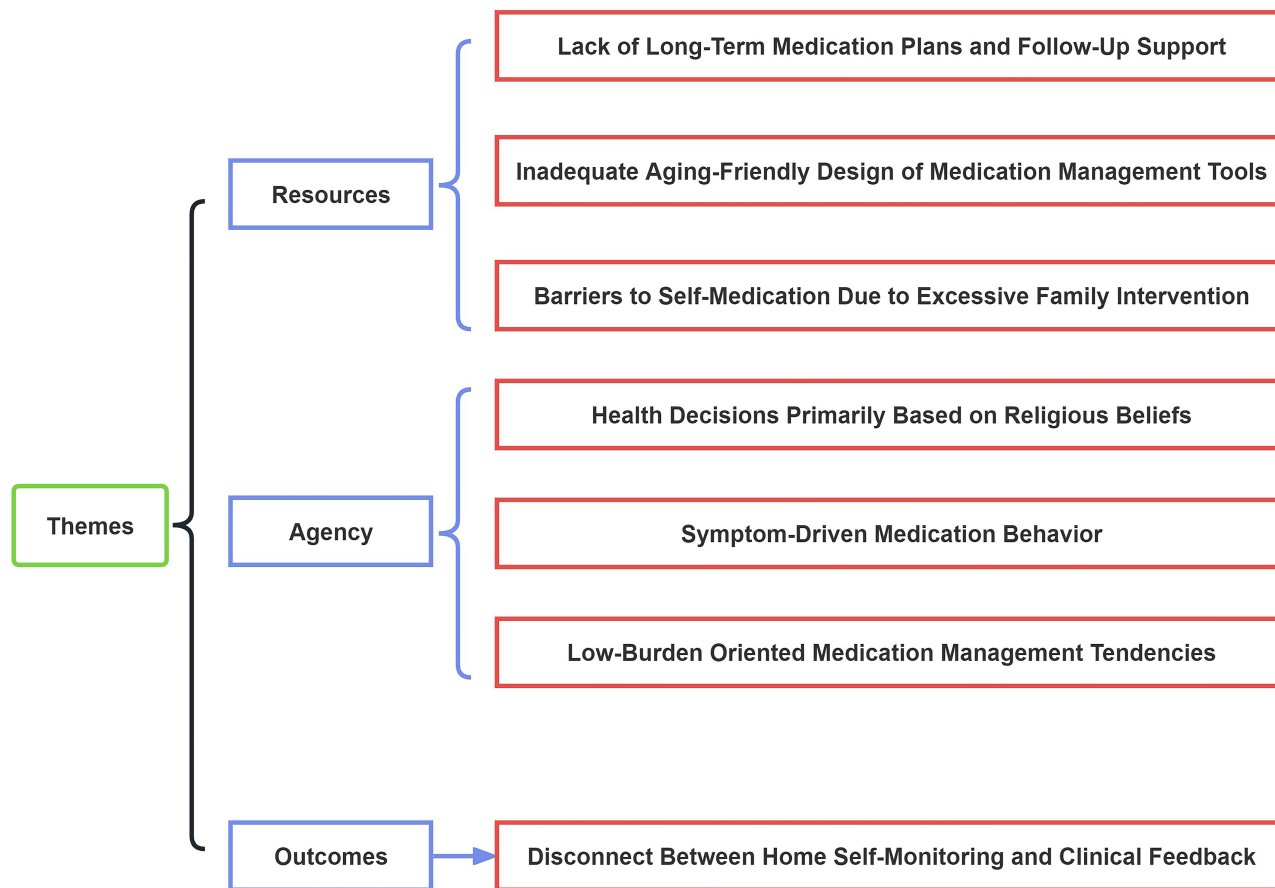 Lack of Long-Term Medication Plans and Follow-Up Support
Inadequate Aging-Friendly Design of Medication Management Tools
Resources
Barriers to Self-Medication Due to Excessive Family Intervention
Health Decisions Primarily Based on Religious Beliefs
Themes
Agency
Symptom-Driven Medication Behavior
Low-Burden Oriented Medication Management Tendencies
Outcomes
Disconnect Between Home Self-Monitoring and Clinical Feedback